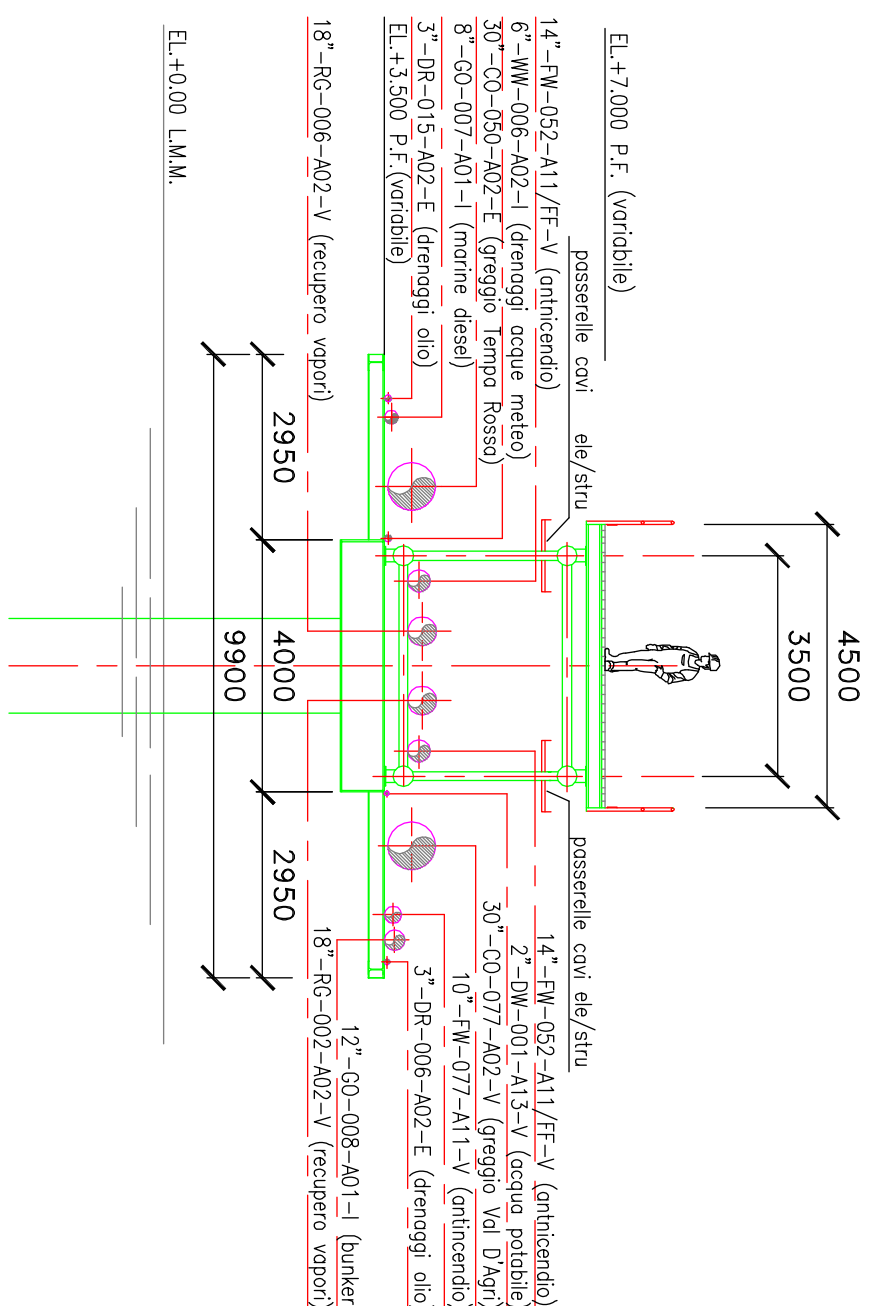 EL.+7.000 P.F. (variabile)
passerelle cavi ele/stru
14"-FW-052-A11/FF-V (antnicendio)
6"-WW-006-A02-I (drenaggi acque meteo)
30"-CO-050-A02-E (greggio Tempa Rossa)
8"-GO-007-A01-I (marine diesel)
3"-DR-015-A02-E (drenaggi olio)
EL.+3.500 P.F.(variabile)
18"-RG-006-A02-V (recupero vapori)
EL.+0.00 L.M.M.
4500
3500
2950
4000
2950
9900
passerelle cavi ele/stru
14"-FW-052-A11/FF-V (antnicendio)
2"-DW-001-A13-V (acqua potabile)
30"-CO-077-A02-V (greggio Val D'Agri)
10"-FW-077-A11-V (antincendio)
3"-DR-006-A02-E (drenaggi olio
12"-GO-008-A01-I (bunker
18"-RG-002-A02-V (recupero vapori)